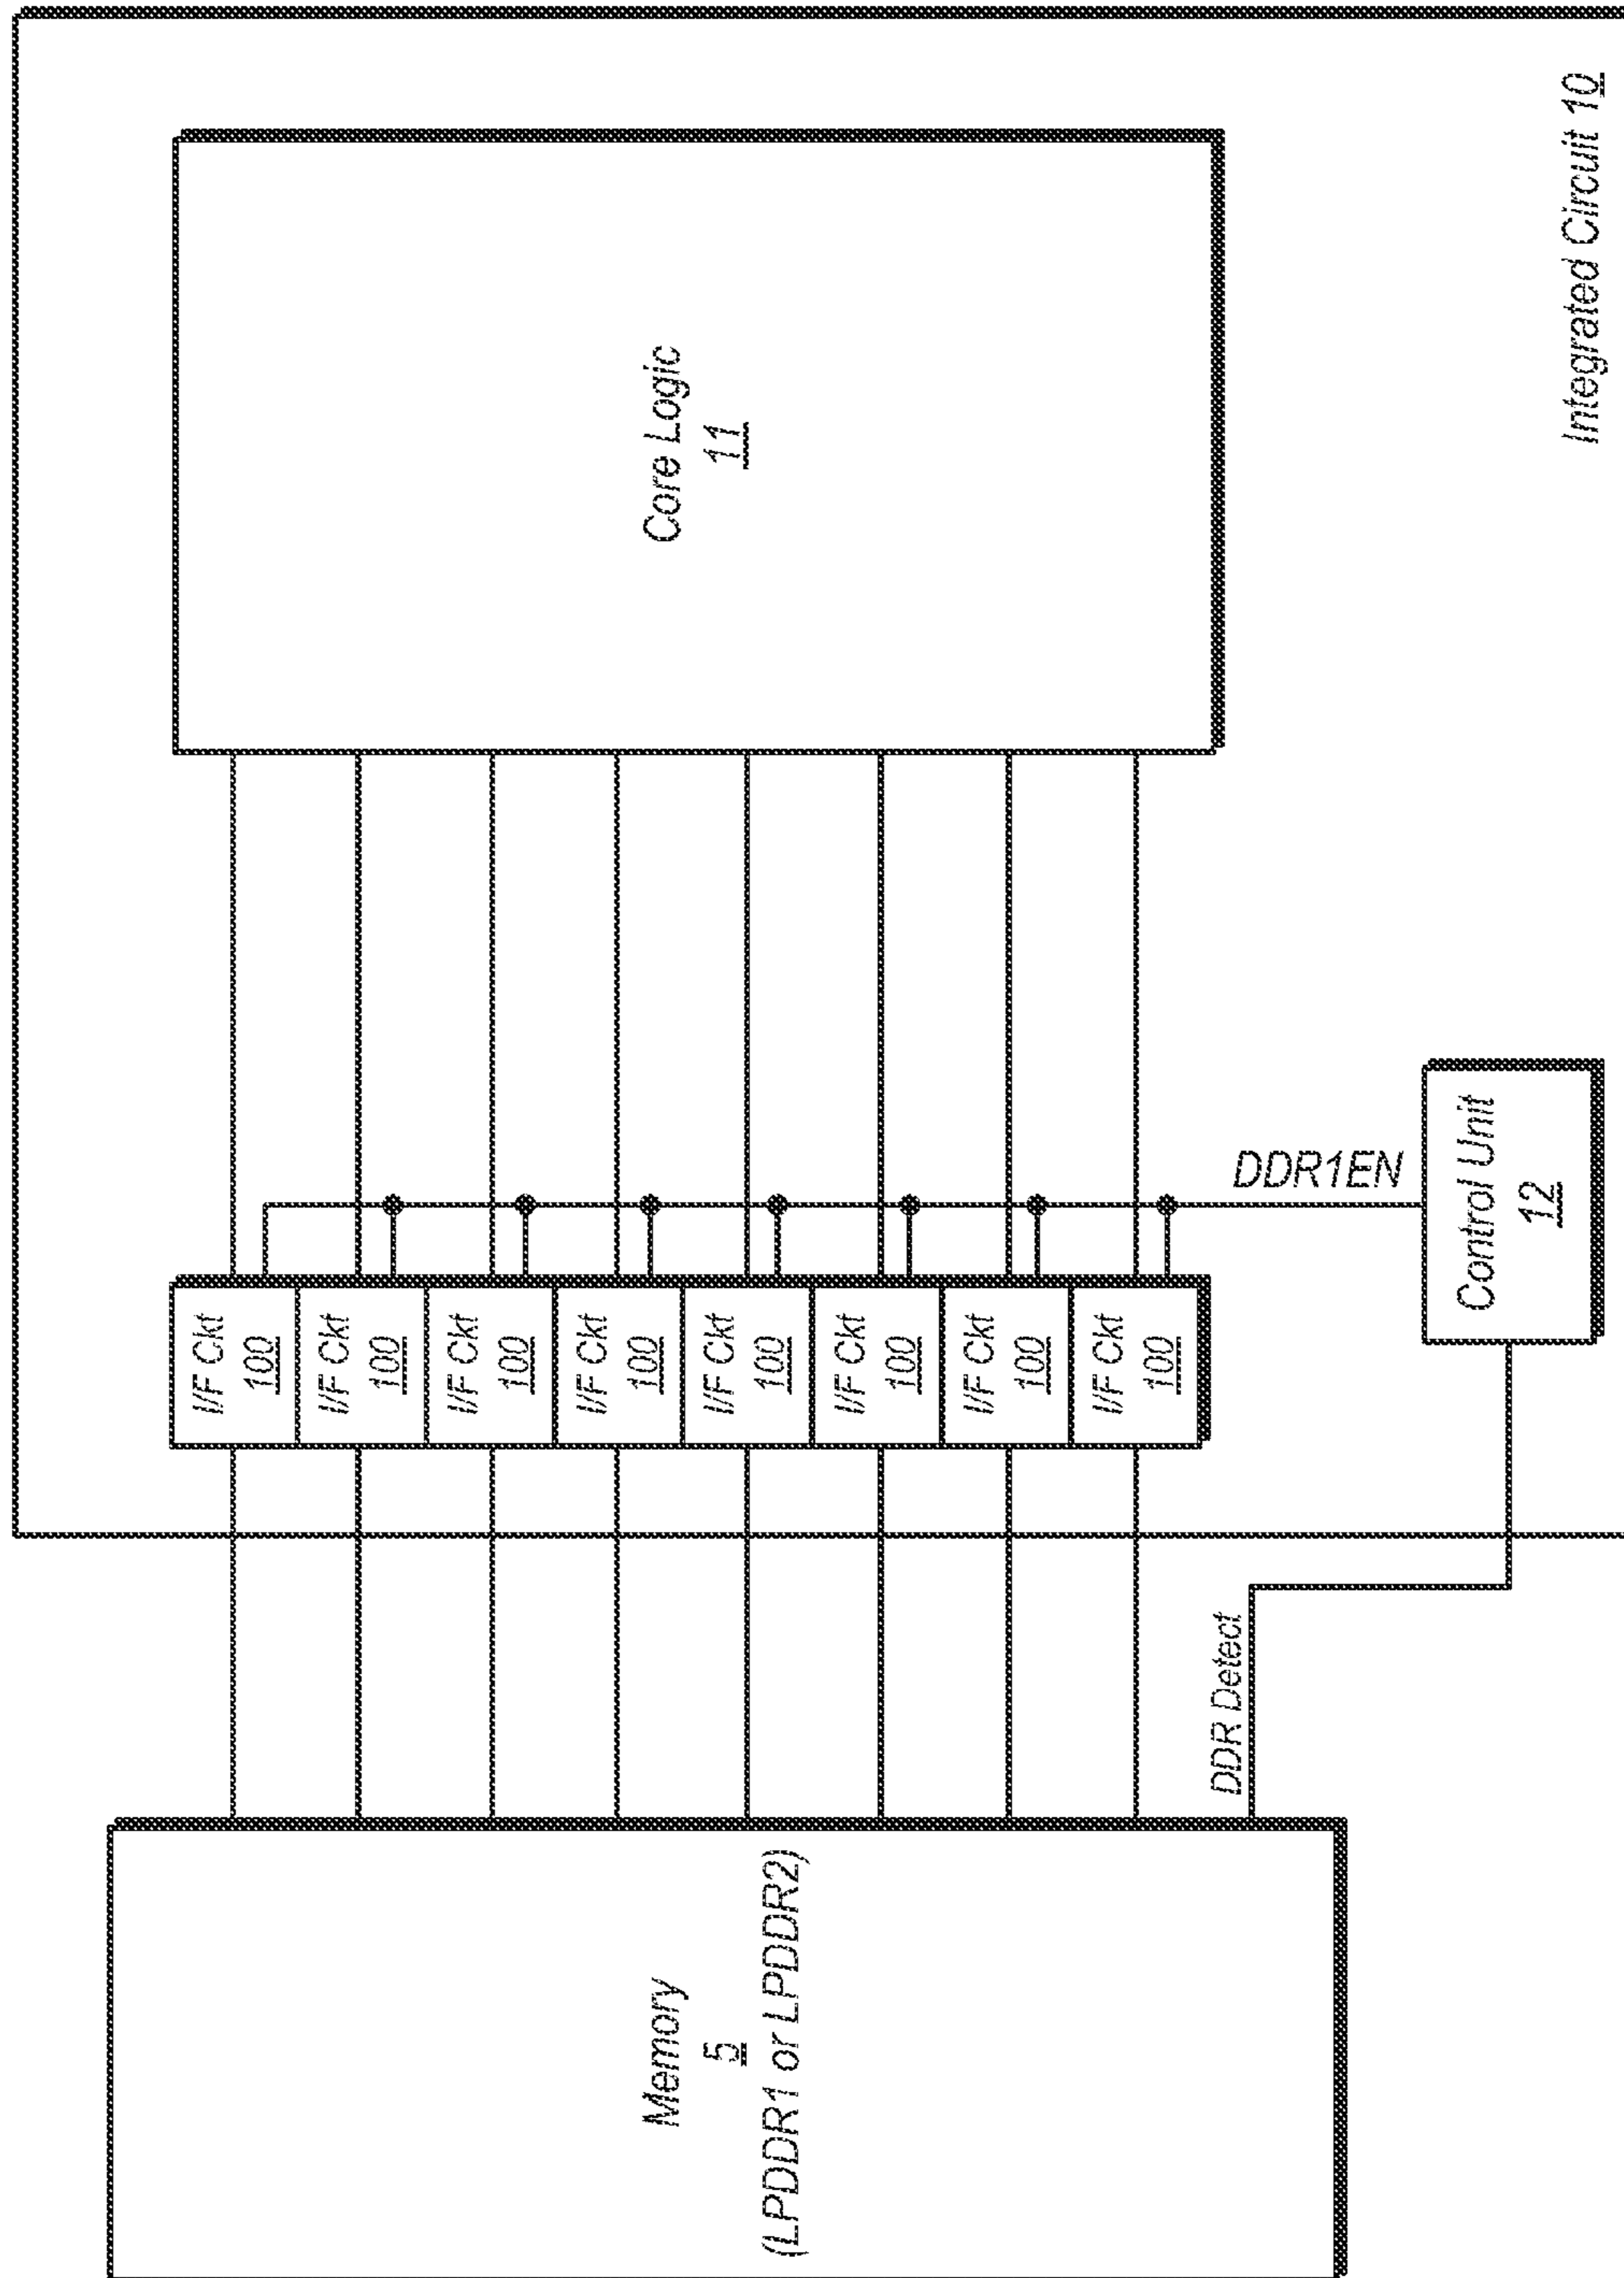 Memory
5
(LPDDR1 or LPDDR2)
DDR Detect
I/F Ckt
100
I/F Ckt
100
I/F Ckt
100
I/F Ckt
100
I/F Ckt
100
I/F Ckt
100
I/F Ckt
100
I/F Ckt
100
DDR1EN
Control Unit
12
Core Logic
11
Integrated Circuit 10